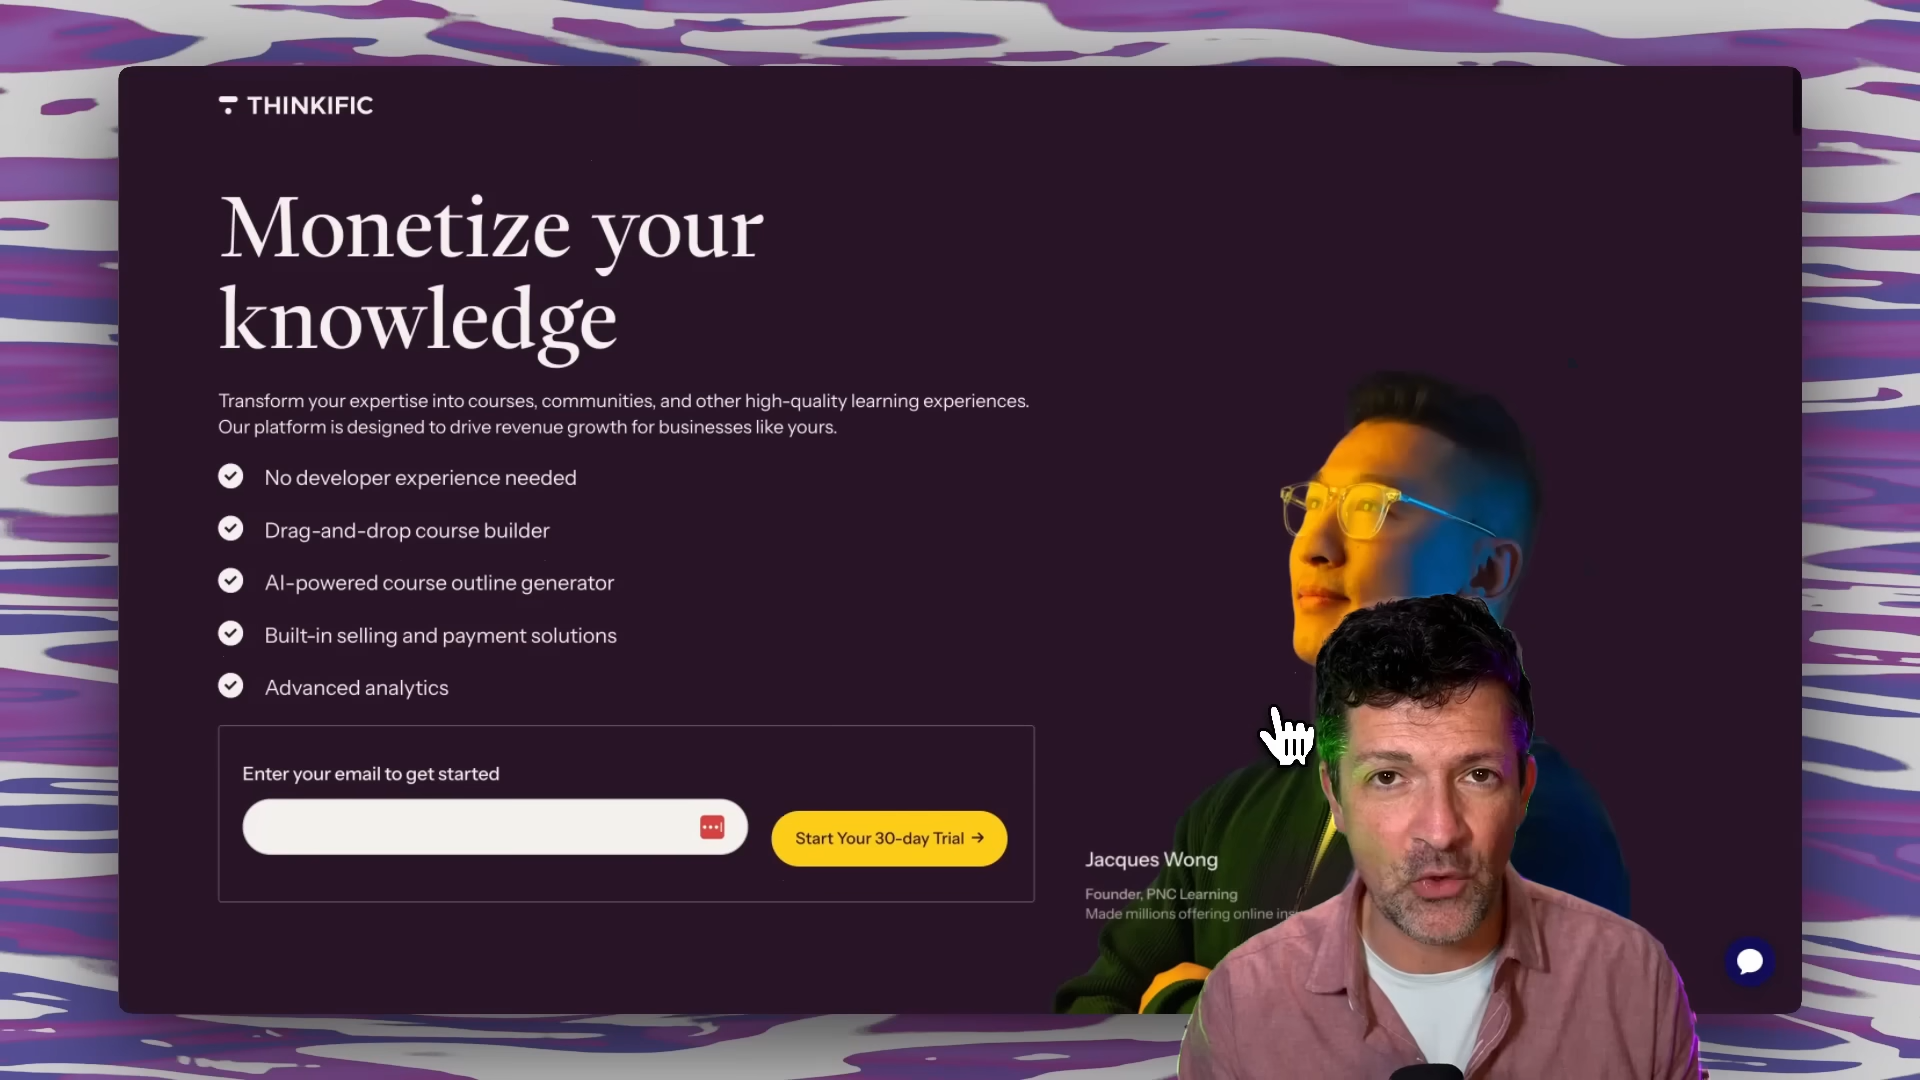 THINKIFIC
Monetize your
knowledge
Transform your expertise into courses, communities, and other high-quality learning experiences.
Our platform is designed to drive revenue growth for businesses like yours.
No developer experience needed
Drag-and-drop course builder
AI-powered course outline generator
Built-in selling and payment solutions
Advanced analytics
Enter your email to get started
Start Your 30-day Trial →
Jacques Wong
Founder, PNC Learning
Made millions offering online